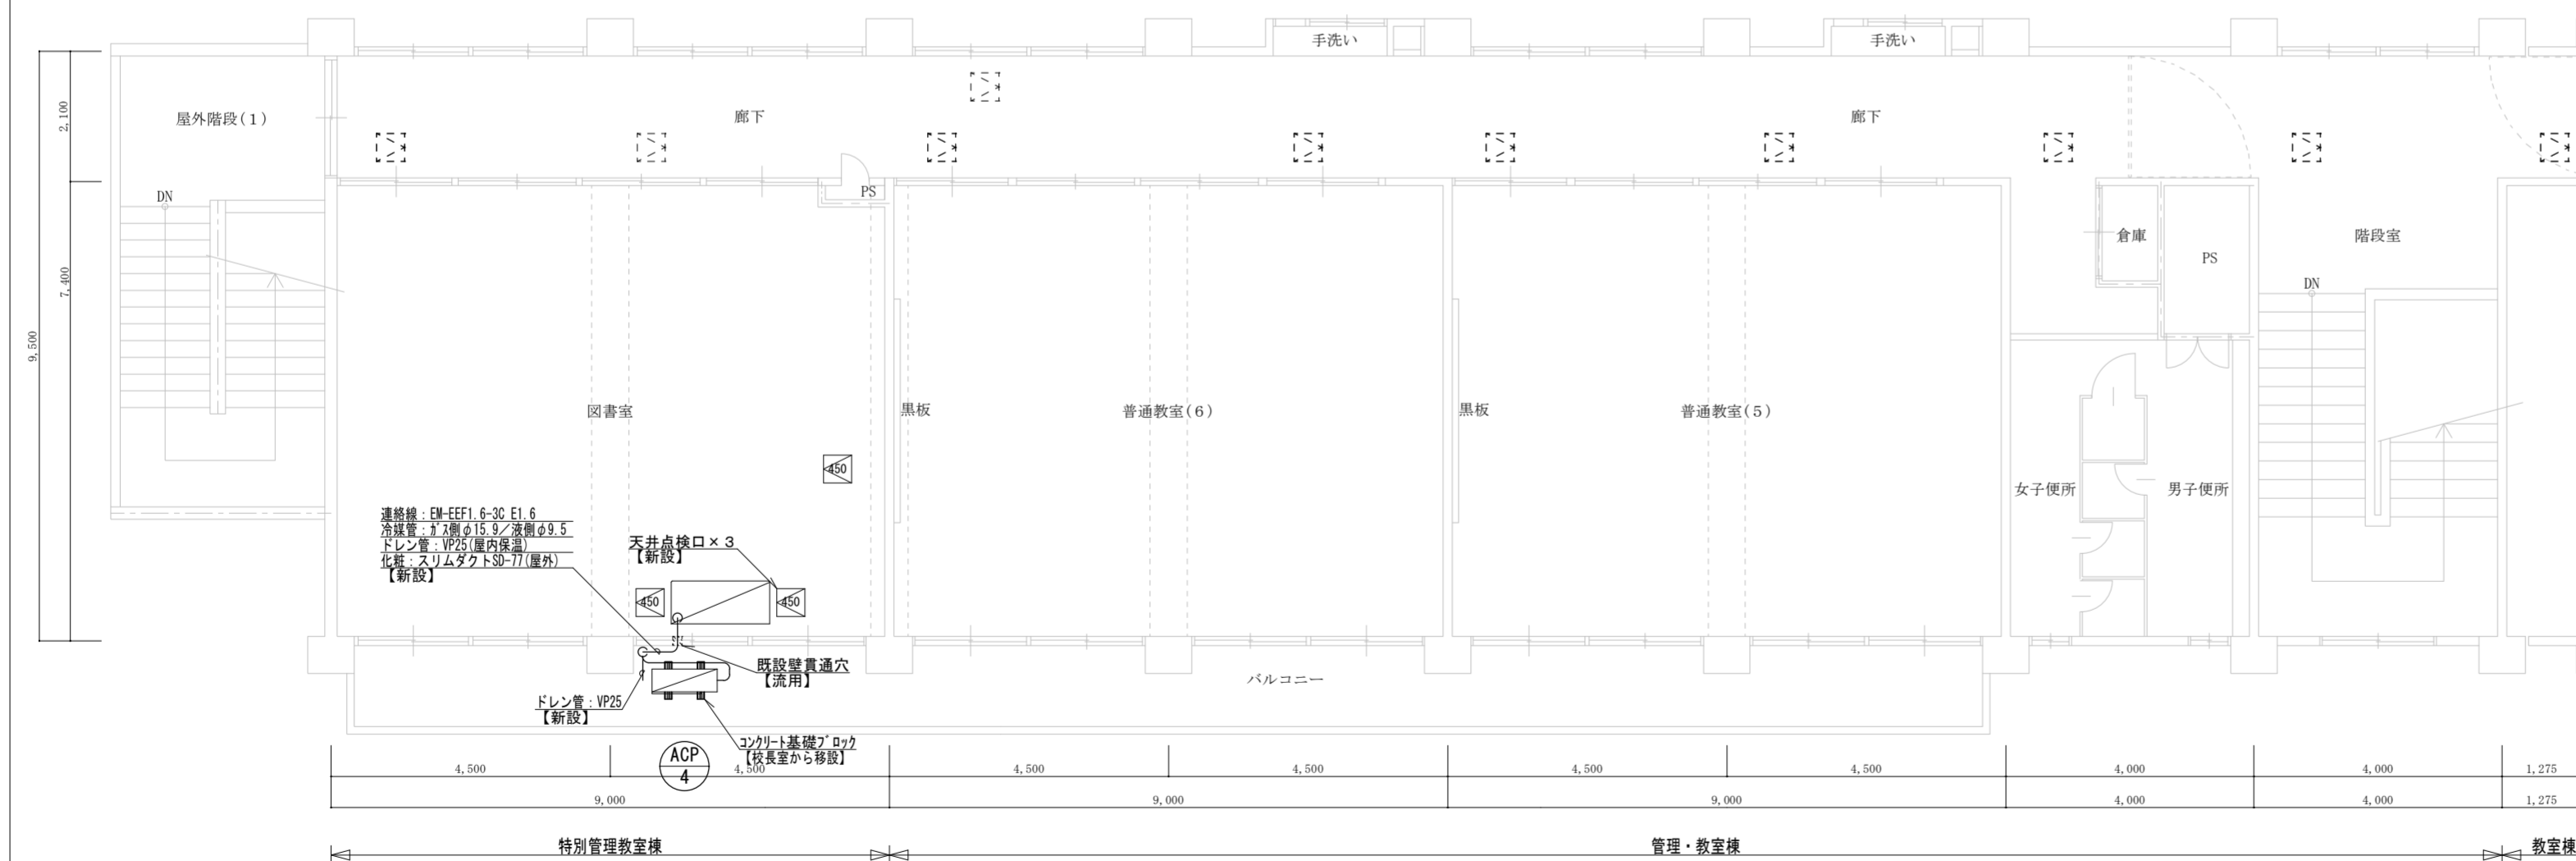 手洗い
手洗い
2,100
屋外階段(1)
廊下
廊下
DN
PS
7,400
倉庫
PS
階段室
DN
9,500
図書室
黒板
普通教室(6)
黒板
普通教室(5)
450
女子便所
男子便所
連絡線：EM-EEF1.6-3C E1.6
冷媒管：ガス側φ15.9／液側φ9.5
ドレン管：VP25(屋内保温)
化粧：スリムダクトSD-77(屋外)
【新設】
天井点検口×３
【新設】
450
450
既設壁貫通穴
【流用】
バルコニー
ドレン管：VP25
【新設】
コンクリート基礎ブロック
【校長室から移設】
ACP
4
4,500
4,500
4,500
4,500
4,500
4,500
4,000
4,000
1,275
9,000
9,000
9,000
4,000
4,000
1,275
特別管理教室棟
管理・教室棟
教室棟